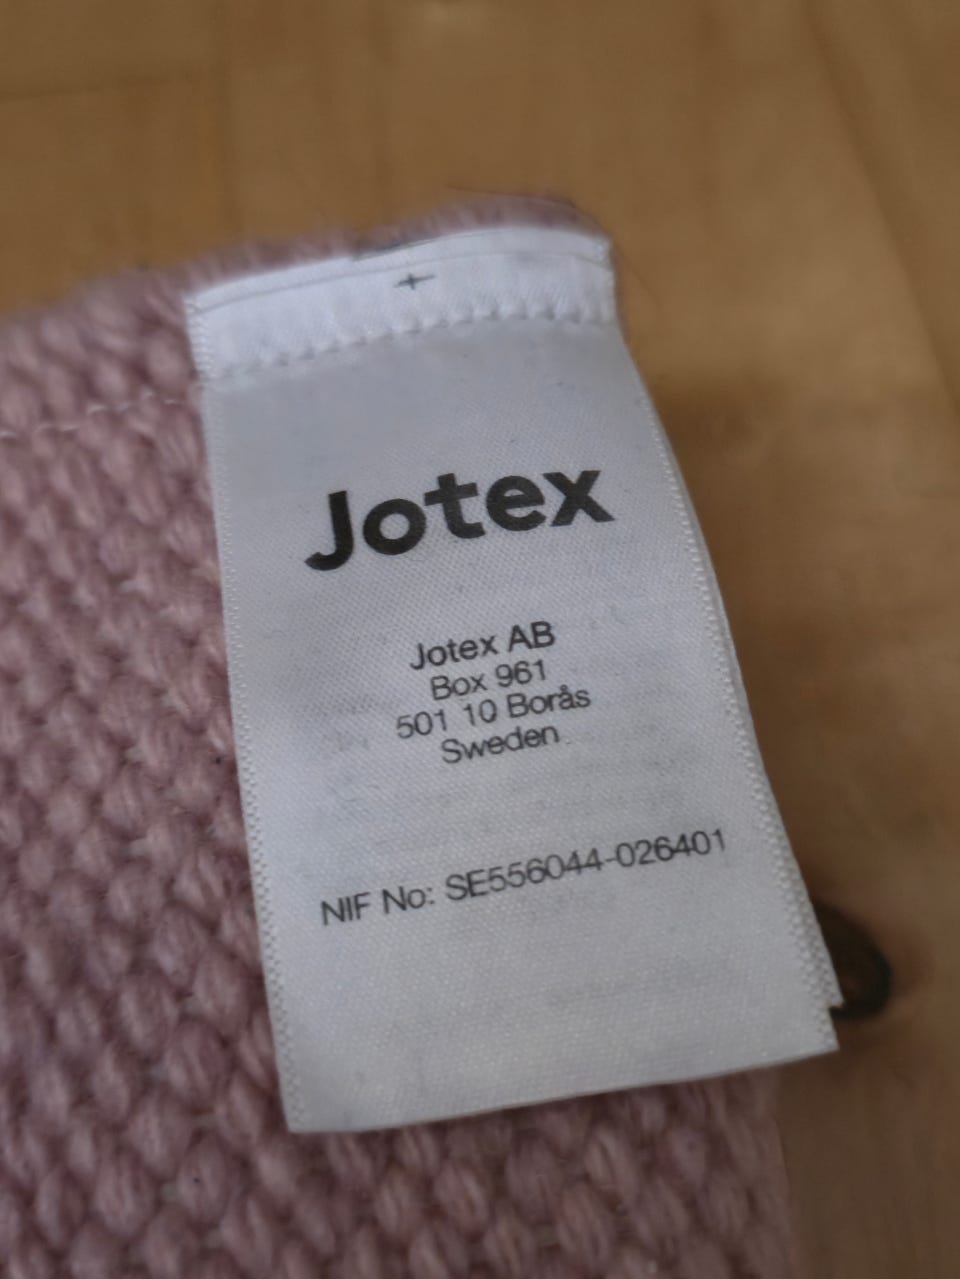 Jotex
Jotex AB
Box 961
501 10 Borås
Sweden
NIF No: SE556044-026401